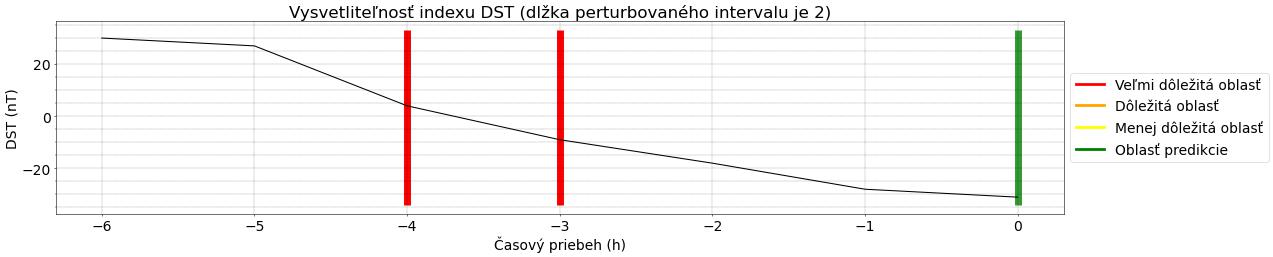 Vysvetliteľnosť indexu DST (dlžka perturbovaného intervalu je 2)
DST (nT)
20
0
−20
−6 −5 −4 −3 −2 −1 0
Časový priebeh (h)
Veľmi dôležitá oblasť
Dôležitá oblasť
Menej dôležitá oblasť
Oblasť predikcie